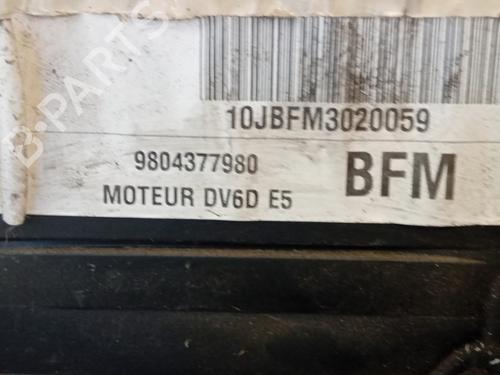 B-PARTS
10JBFM3020059
9804377980
BFM
MOTEUR DV6D E5